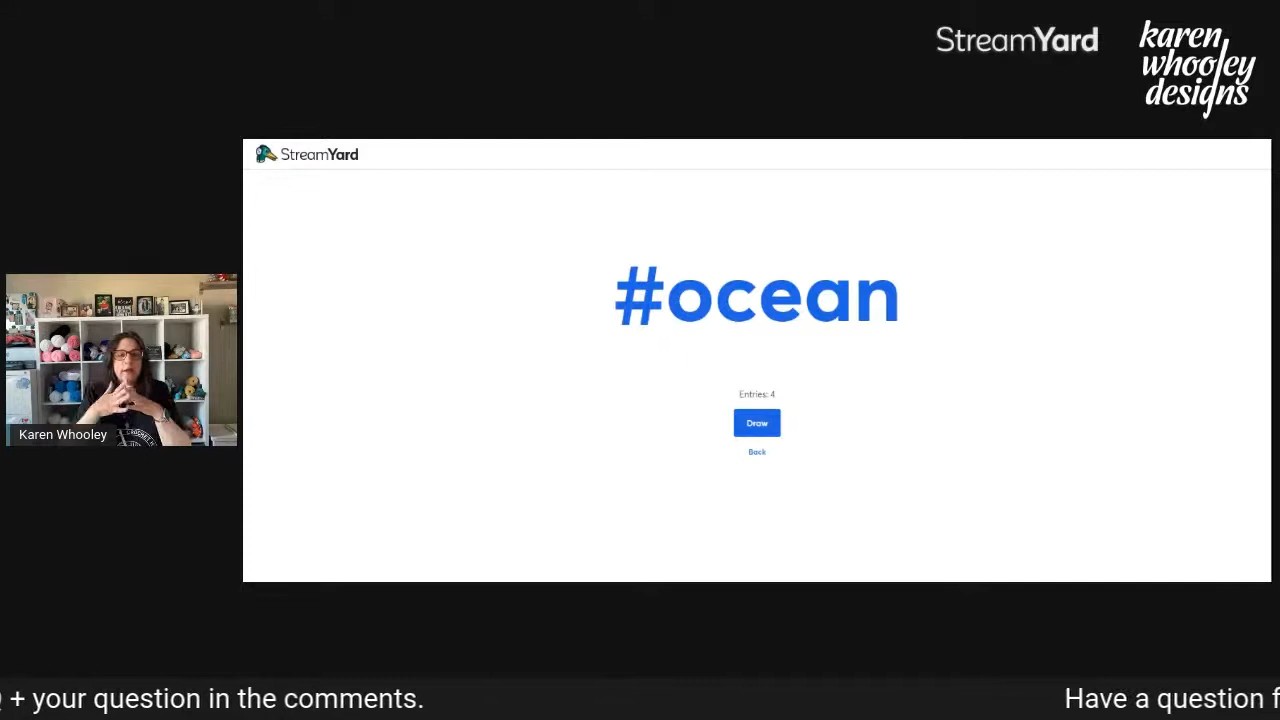 StreamYard
karen
whooley
designs
StreamYard
#ocean
Entries: 4
Draw
Back
Karen Whooley
+ your question in the comments.
Have a question